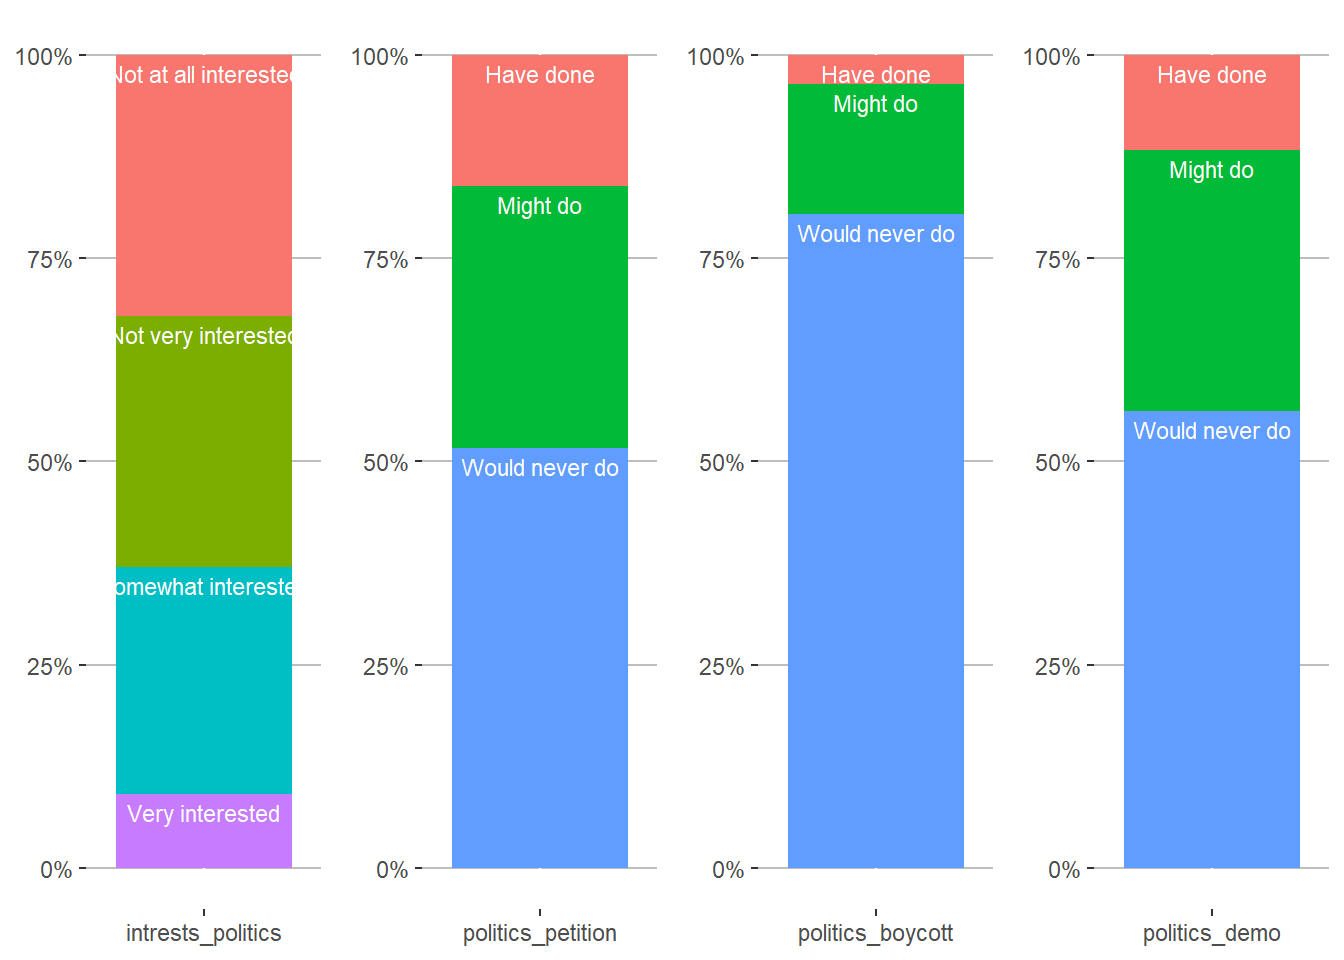 100%
75%
50%
25%
0%
Not at all interested
Not very interested
omewhat intereste
Very interested
intrests_politics
100%
75%
50%
25%
0%
Have done
Might do
Would never do
politics_petition
100%
75%
50%
25%
0%
Have done
Might do
Would never do
politics_boycott
100%
75%
50%
25%
0%
Have done
Might do
Would never do
politics_demo